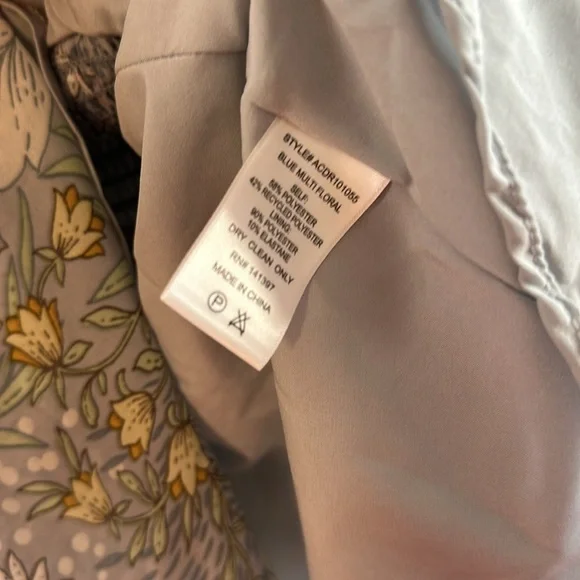 STYLE# ACDR101055
BLUE MULTI FLORAL
SELF:
58% POLYESTER
42% RECYCLED POLYESTER
LINING:
90% POLYESTER
10% ELASTANE
DRY CLEAN ONLY
RN# 141397
MADE IN CHINA
P